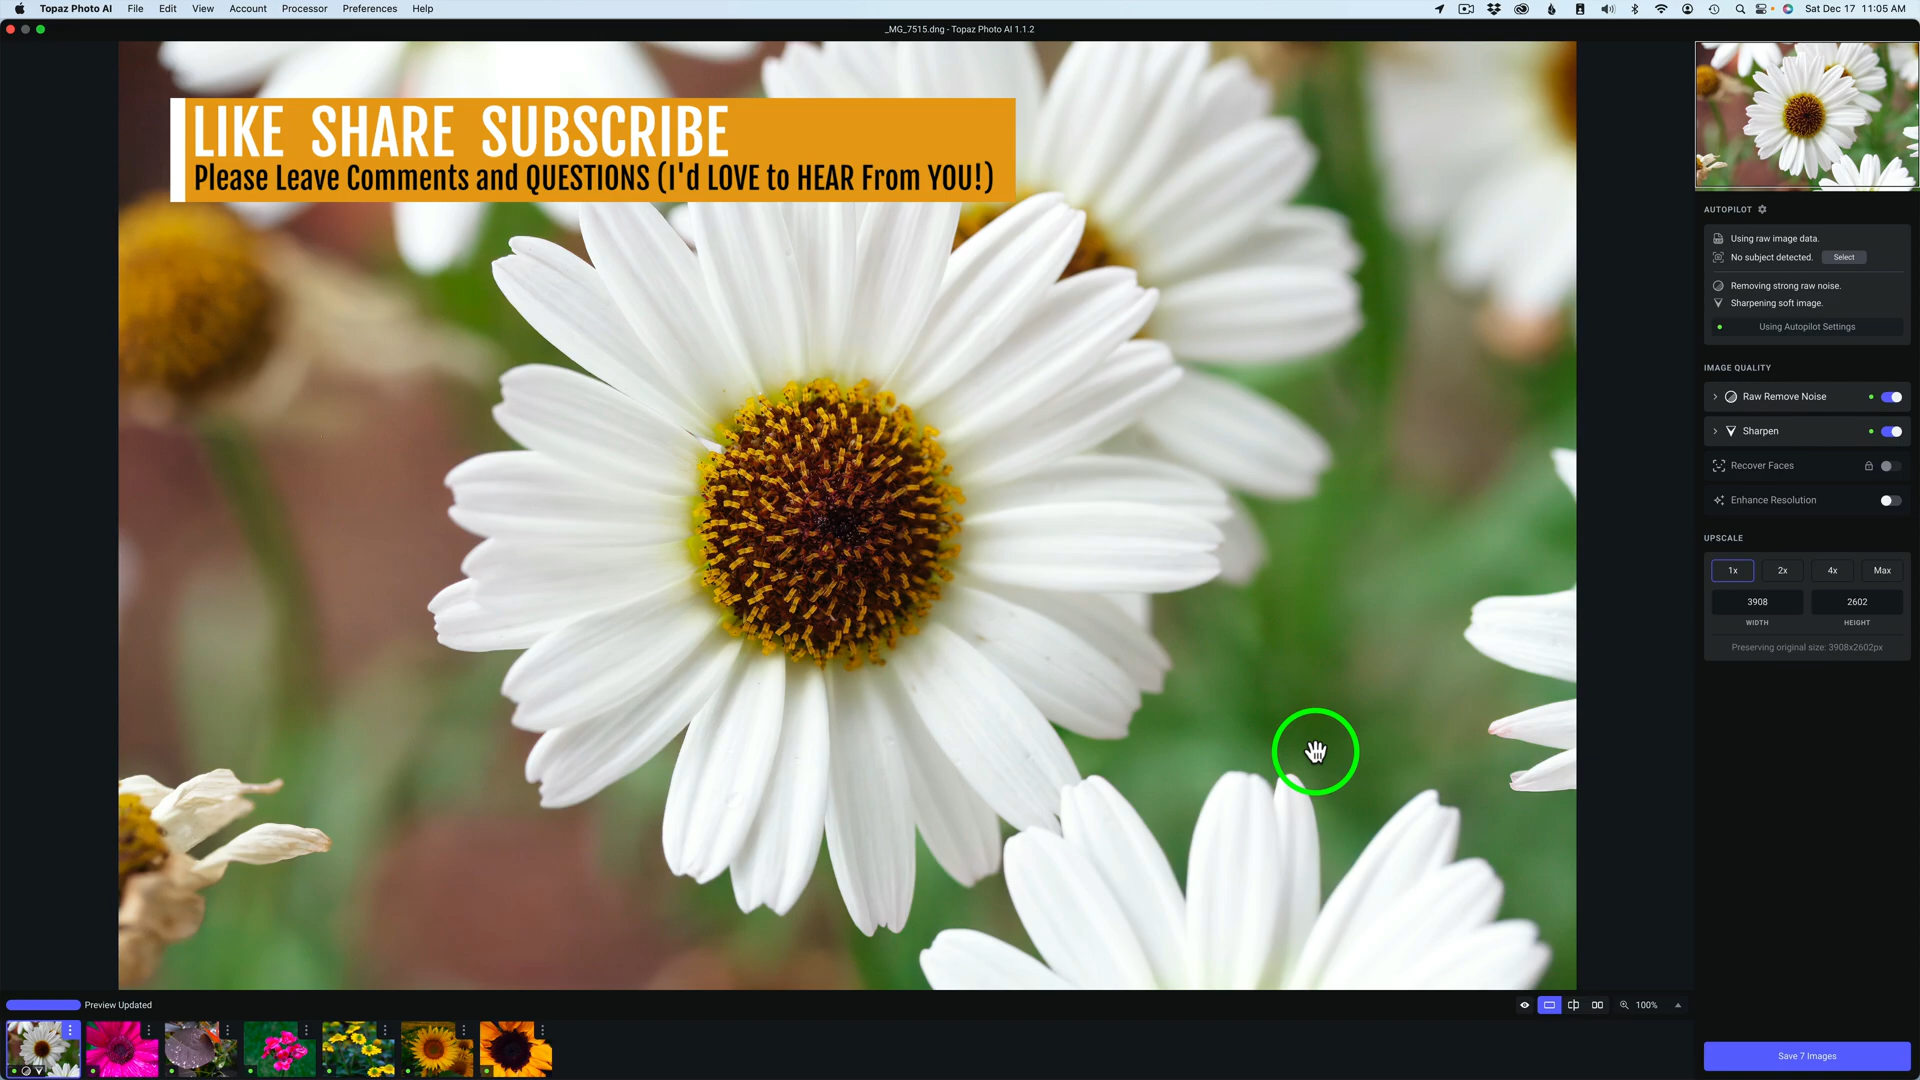 Topaz Photo AI File Edit View Account Processor Preferences Help Sat Dec 17 11:05 AM
_MG_7515.dng - Topaz Photo AI 1.1.2
LIKE SHARE SUBSCRIBE
Please Leave Comments and QUESTIONS (I'd LOVE to HEAR From YOU!)
AUTOPILOT
Using raw image data.
No subject detected. Select
Removing strong raw noise.
Sharpening soft image.
Using Autopilot Settings
IMAGE QUALITY
Raw Remove Noise
Sharpen
Recover Faces
Enhance Resolution
UPSCALE
1x 2x 4x Max
3908 2602
WIDTH HEIGHT
Preserving original size: 3908x2602px
Preview Updated 100%
Save 7 Images